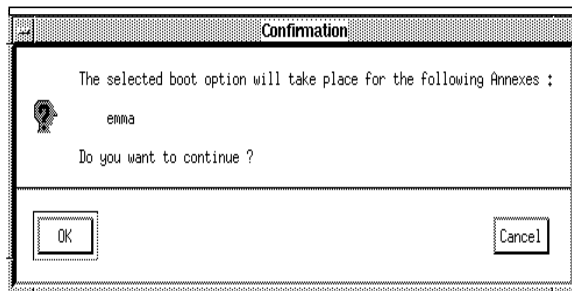 Confirmation
The selected boot option will take place for the following Annexes :
emma
Do you want to continue ?
OK
Cancel